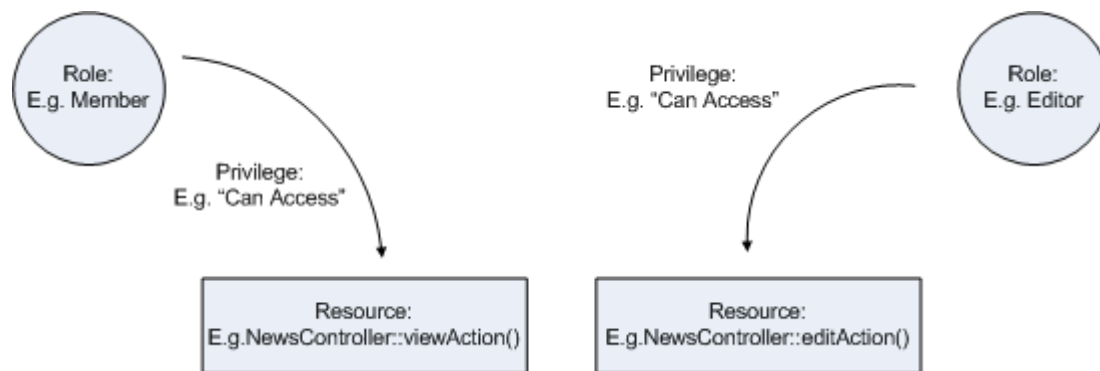 Role:
E.g. Member
Privilege:
E.g. “Can Access”
Resource:
E.g.NewsController::viewAction()
Privilege:
E.g. “Can Access”
Role:
E.g. Editor
Resource:
E.g.NewsController::editAction()